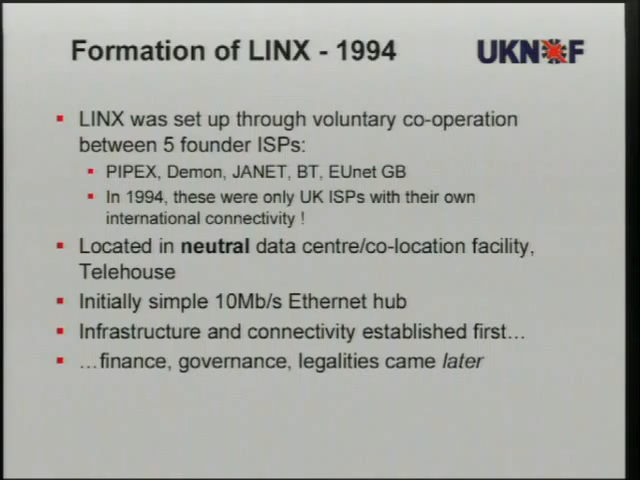 Formation of LINX - 1994
UKNOF
LINX was set up through voluntary co-operation
between 5 founder ISPs:
PIPEX, Demon, JANET, BT, EUnet GB
In 1994, these were only UK ISPs with their own
international connectivity !
Located in neutral data centre/co-location facility,
Telehouse
Initially simple 10Mb/s Ethernet hub
Infrastructure and connectivity established first…
…finance, governance, legalities came later